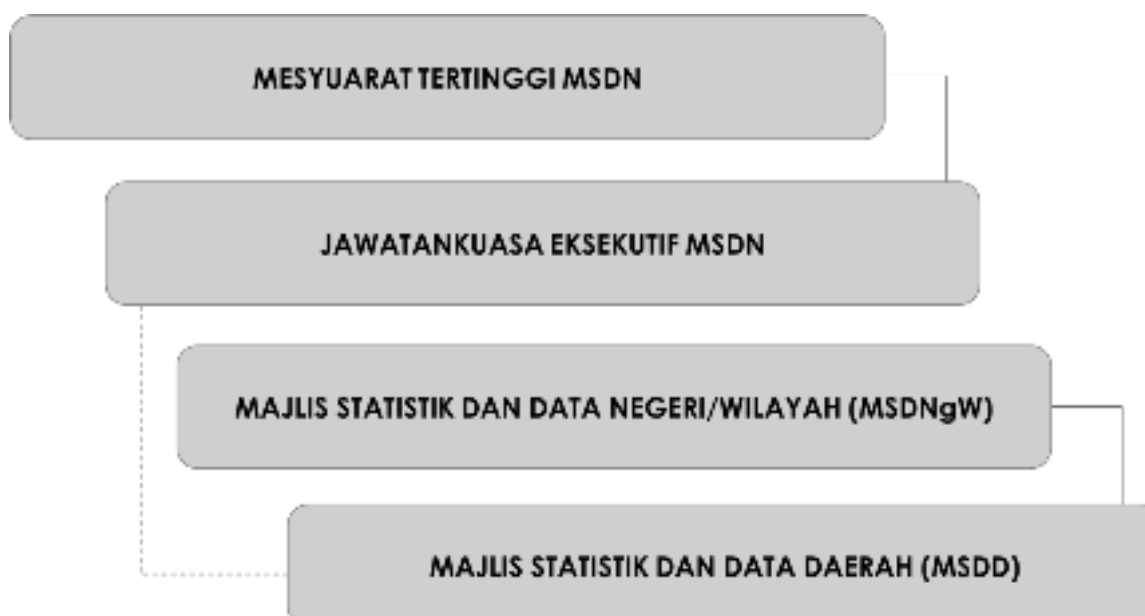 MESYUARAT TERTINGGI MSDN
JAWATANKUASA EKSEKUTIF MSDN
MAJLIS STATISTIK DAN DATA NEGERI/WILAYAH (MSDNgW)
MAJLIS STATISTIK DAN DATA DAERAH (MSDD)